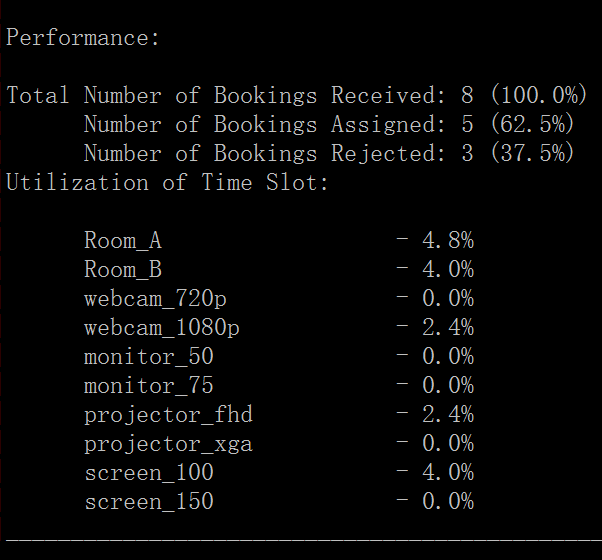 Performance:
Total Number of Bookings Received: 8 (100.0%)
Number of Bookings Assigned: 5 (62.5%)
Number of Bookings Rejected: 3 (37.5%)
Utilization of Time Slot:
Room_A - 4.8%
Room_B - 4.0%
webcam_720p - 0.0%
webcam_1080p - 2.4%
monitor_50 - 0.0%
monitor_75 - 0.0%
projector_fhd - 2.4%
projector_xga - 0.0%
screen_100 - 4.0%
screen_150 - 0.0%